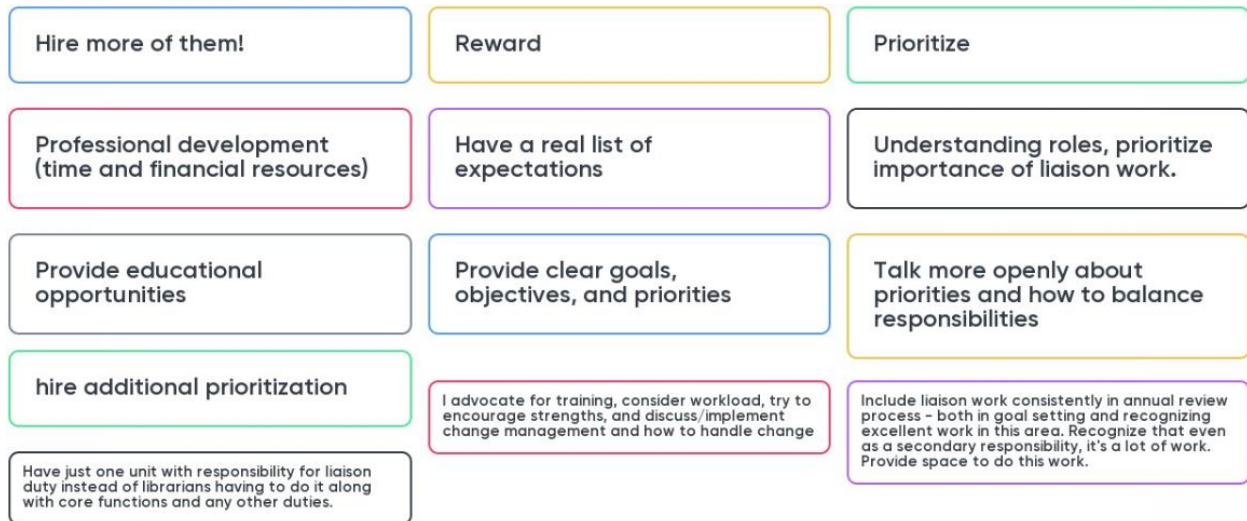 Hire more of them!
Reward
Prioritize
Professional development
(time and financial resources)
Have a real list of
expectations
Understanding roles, prioritize
importance of liaison work.
Provide educational
opportunities
Provide clear goals,
objectives, and priorities
Talk more openly about
priorities and how to balance
responsibilities
hire additional prioritization
I advocate for training, consider workload, try to
encourage strengths, and discuss/implement
change management and how to handle change
Include liaison work consistently in annual review
process - both in goal setting and recognizing
excellent work in this area. Recognize that even
as a secondary responsibility, it's a lot of work.
Provide space to do this work.
Have just one unit with responsibility for liaison
duty instead of librarians having to do it along
with core functions and any other duties.